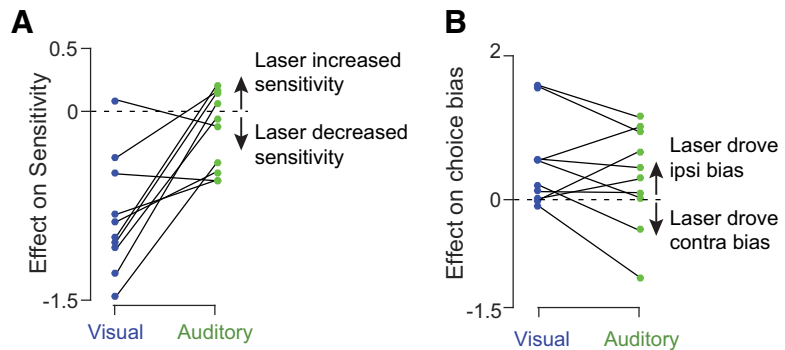 A
Effect on Sensitivity
0.5
0
-1.5
Laser increased
sensitivity
Laser decreased
sensitivity
Visual
Auditory
B
Effect on choice bias
2
0
-1.5
Laser drove
ipsi bias
Laser drove
contra bias
Visual
Auditory